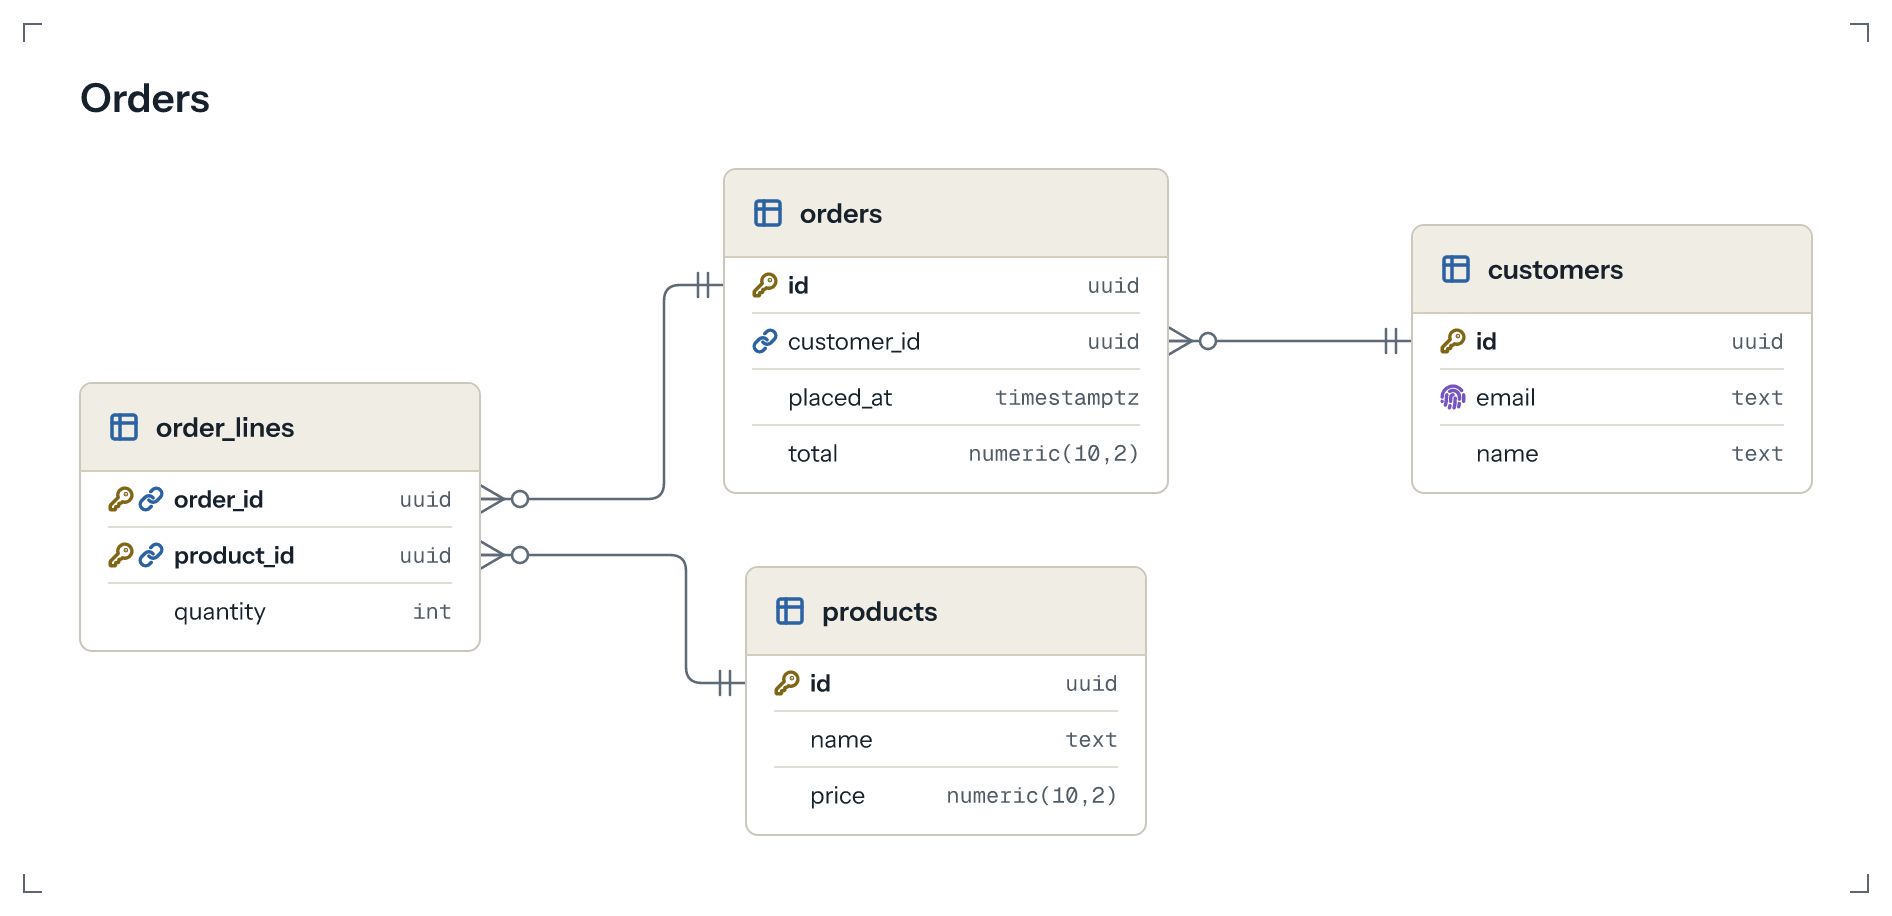 Orders
orders
id uuid
customer_id uuid
placed_at timestamptz
total numeric(10,2)
customers
id uuid
email text
name text
order_lines
order_id uuid
product_id uuid
quantity int
products
id uuid
name text
price numeric(10,2)